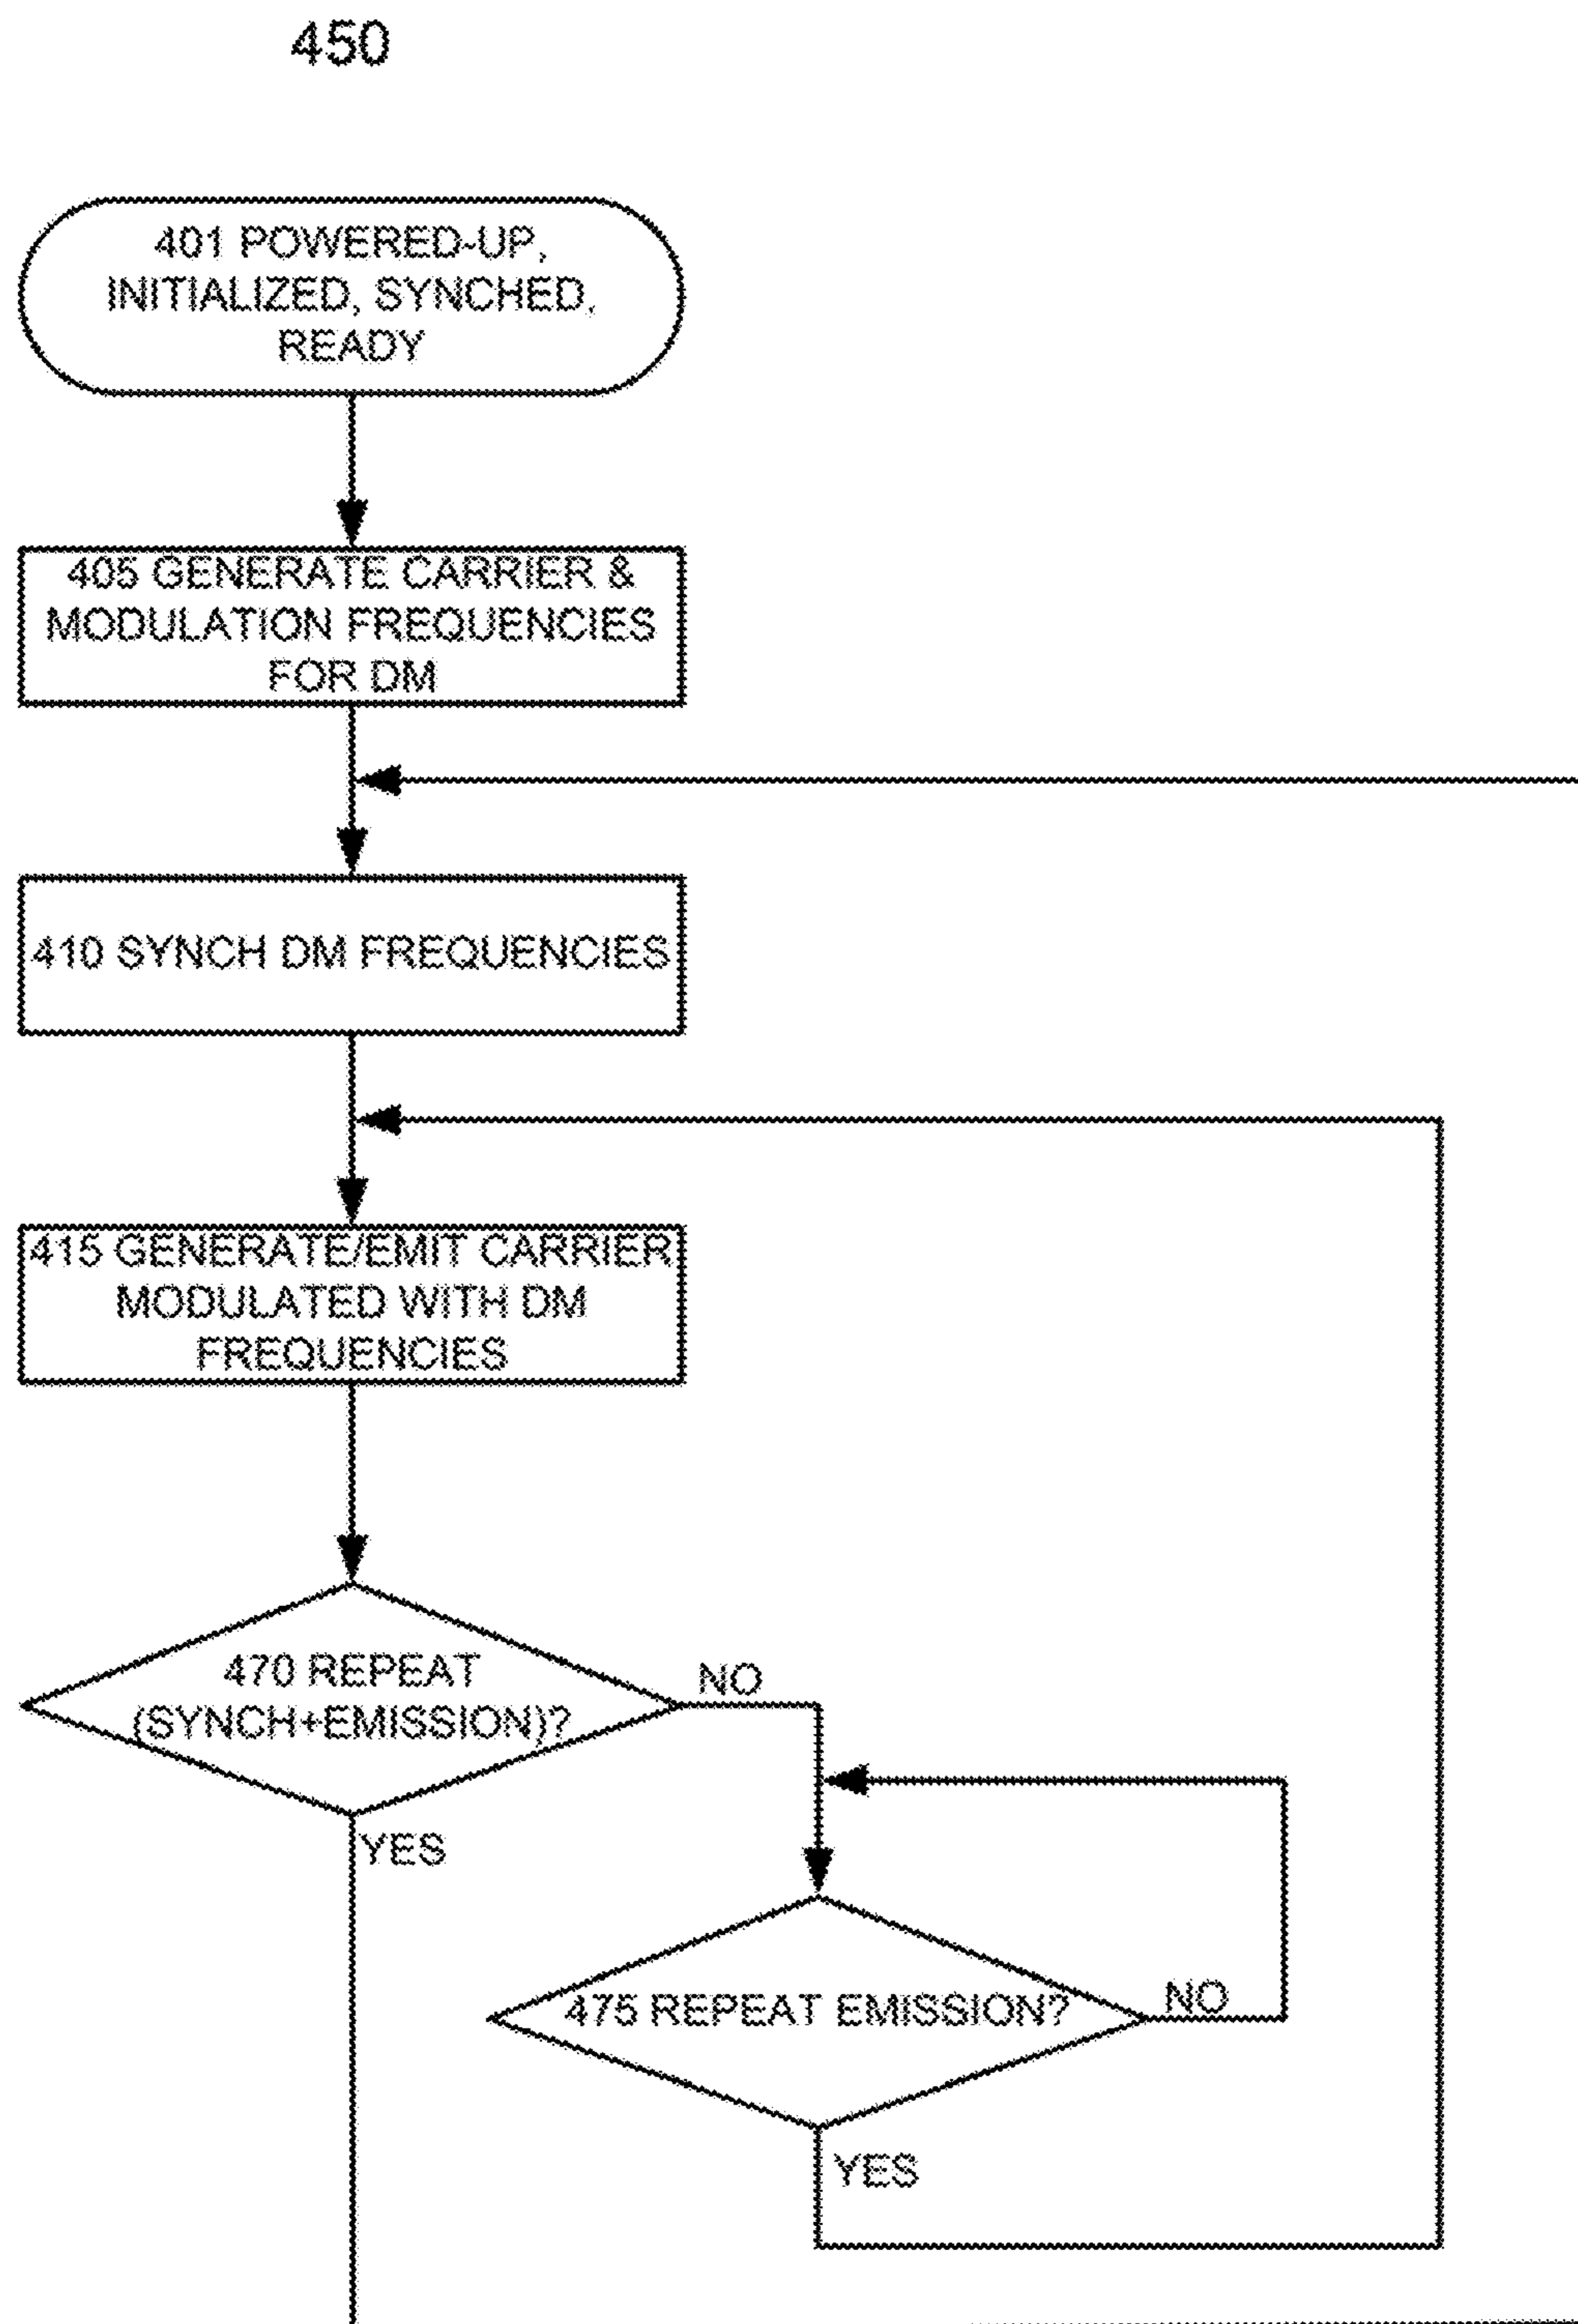 450
401 POWERED-UP,
INITIALIZED, SYNCHED,
READY
405 GENERATE CARRIER &
MODULATION FREQUENCIES
FOR DM
410 SYNCH DM FREQUENCIES
415 GENERATE/EMIT CARRIER
MODULATED WITH DM
FREQUENCIES
470 REPEAT
(SYNCH+EMISSION)?
NO
YES
475 REPEAT EMISSION?
NO
YES